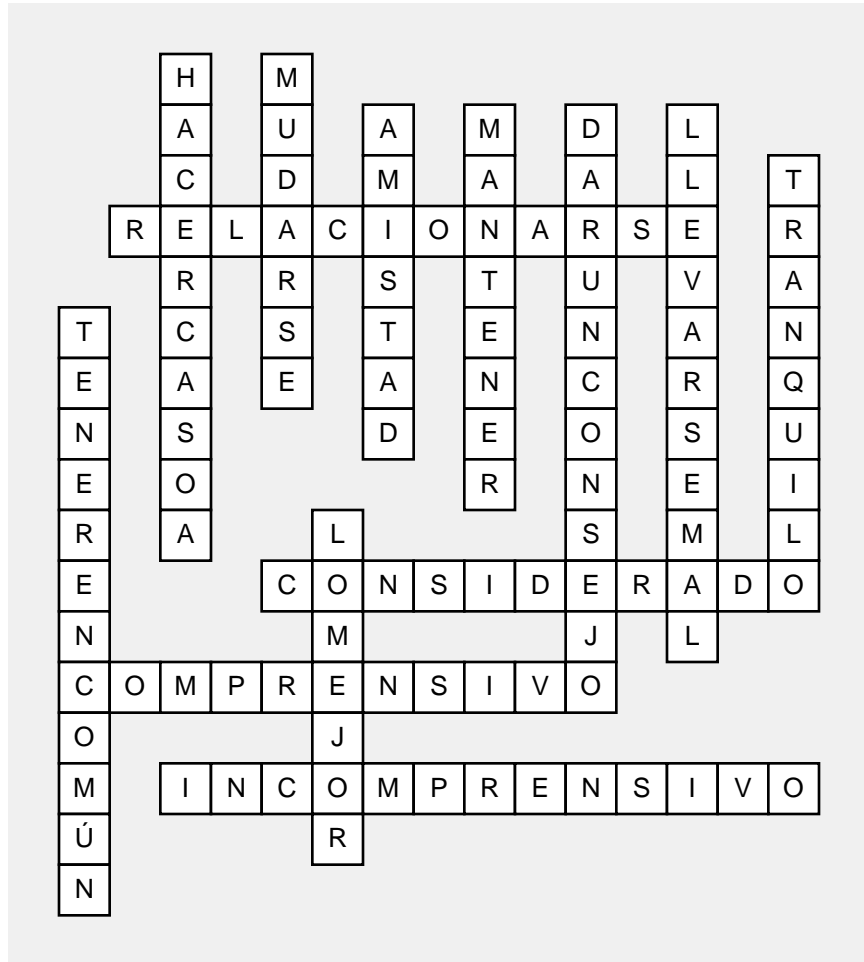 HACERCASOA
MUDARSE
AMISTAD
MANTENER
DARUNCONSEJO
LLEVARSEMAL
TRANQUILO
RELACIONARSE
TENERENCOMÚN
LOMEJOR
CONSIDERADO
COMPRENSIVO
INCOMPRENSIVO